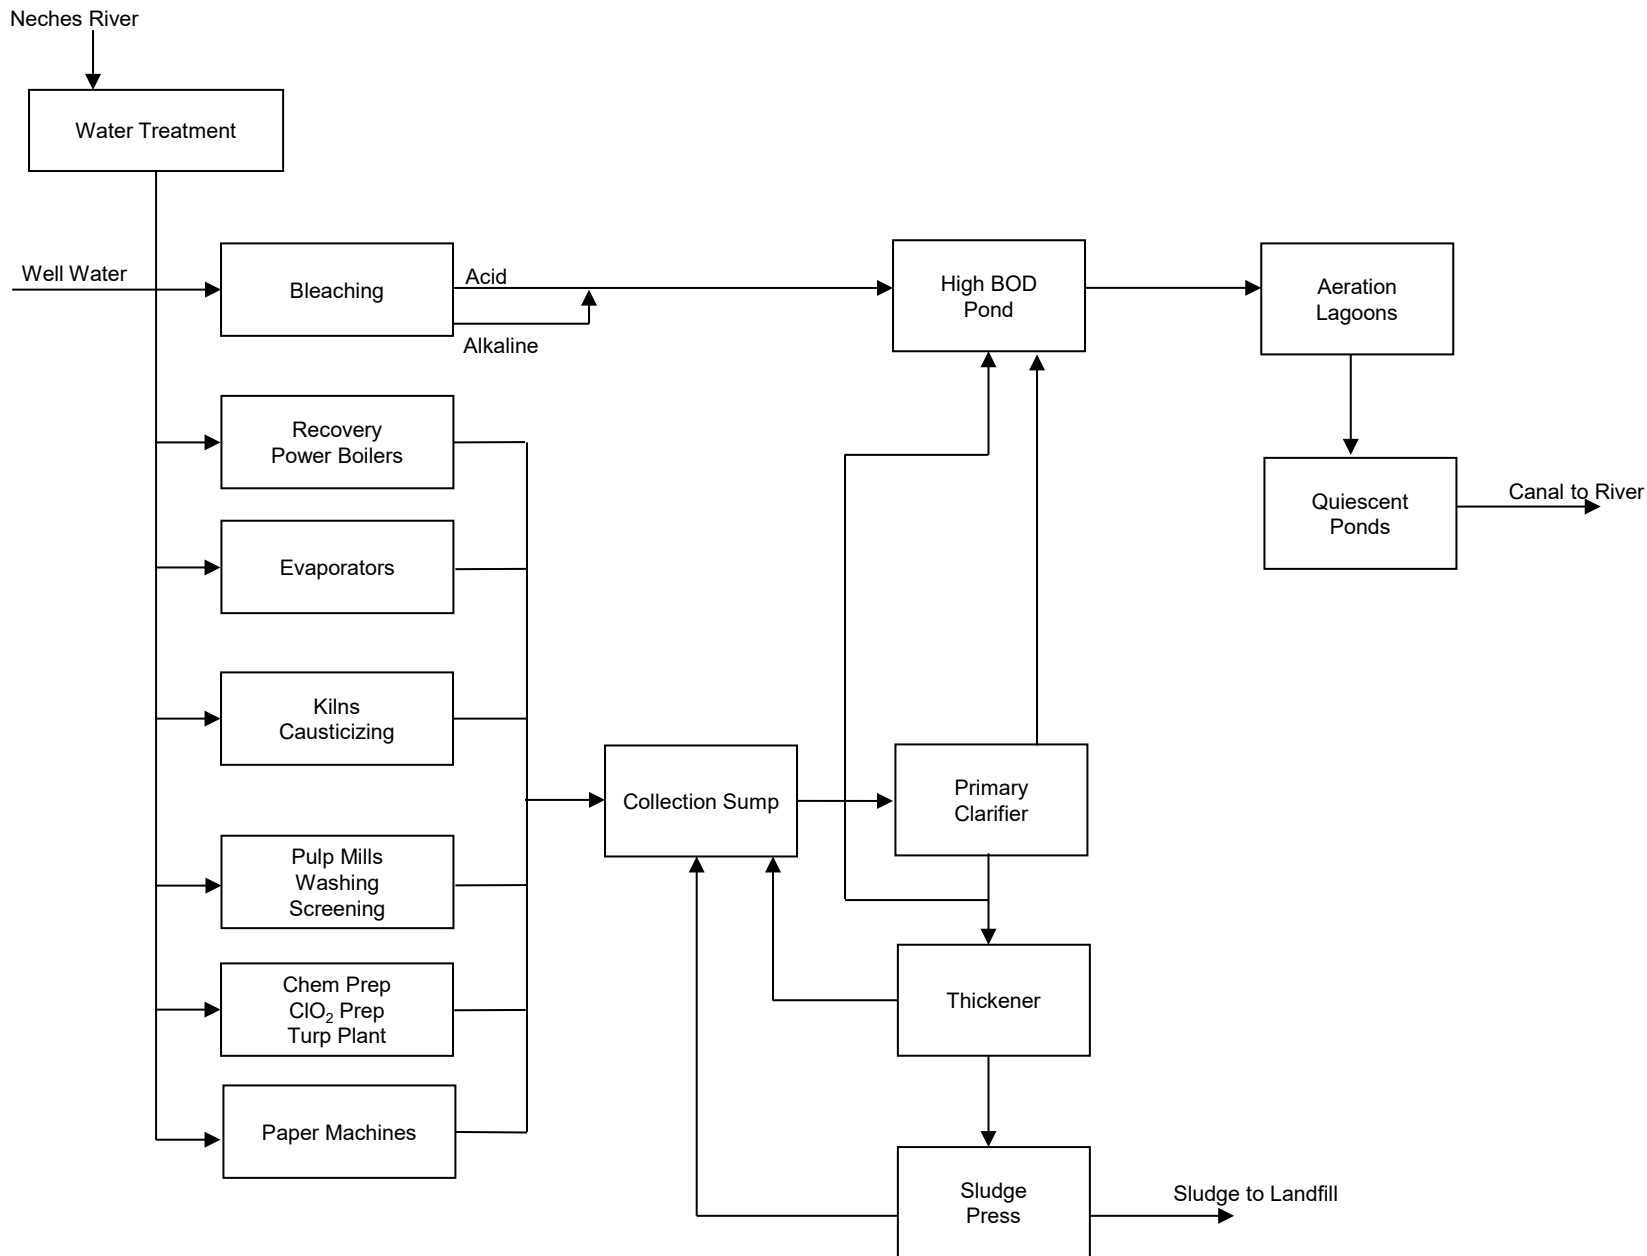 Neches River
Water Treatment
Well Water
Bleaching
Acid
Alkaline
High BOD
Pond
Aeration
Lagoons
Recovery
Power Boilers
Evaporators
Quiescent
Ponds
Canal to River
Kilns
Causticizing
Collection Sump
Primary
Clarifier
Pulp Mills
Washing
Screening
Chem Prep
ClO₂ Prep
Turp Plant
Thickener
Paper Machines
Sludge
Press
Sludge to Landfill